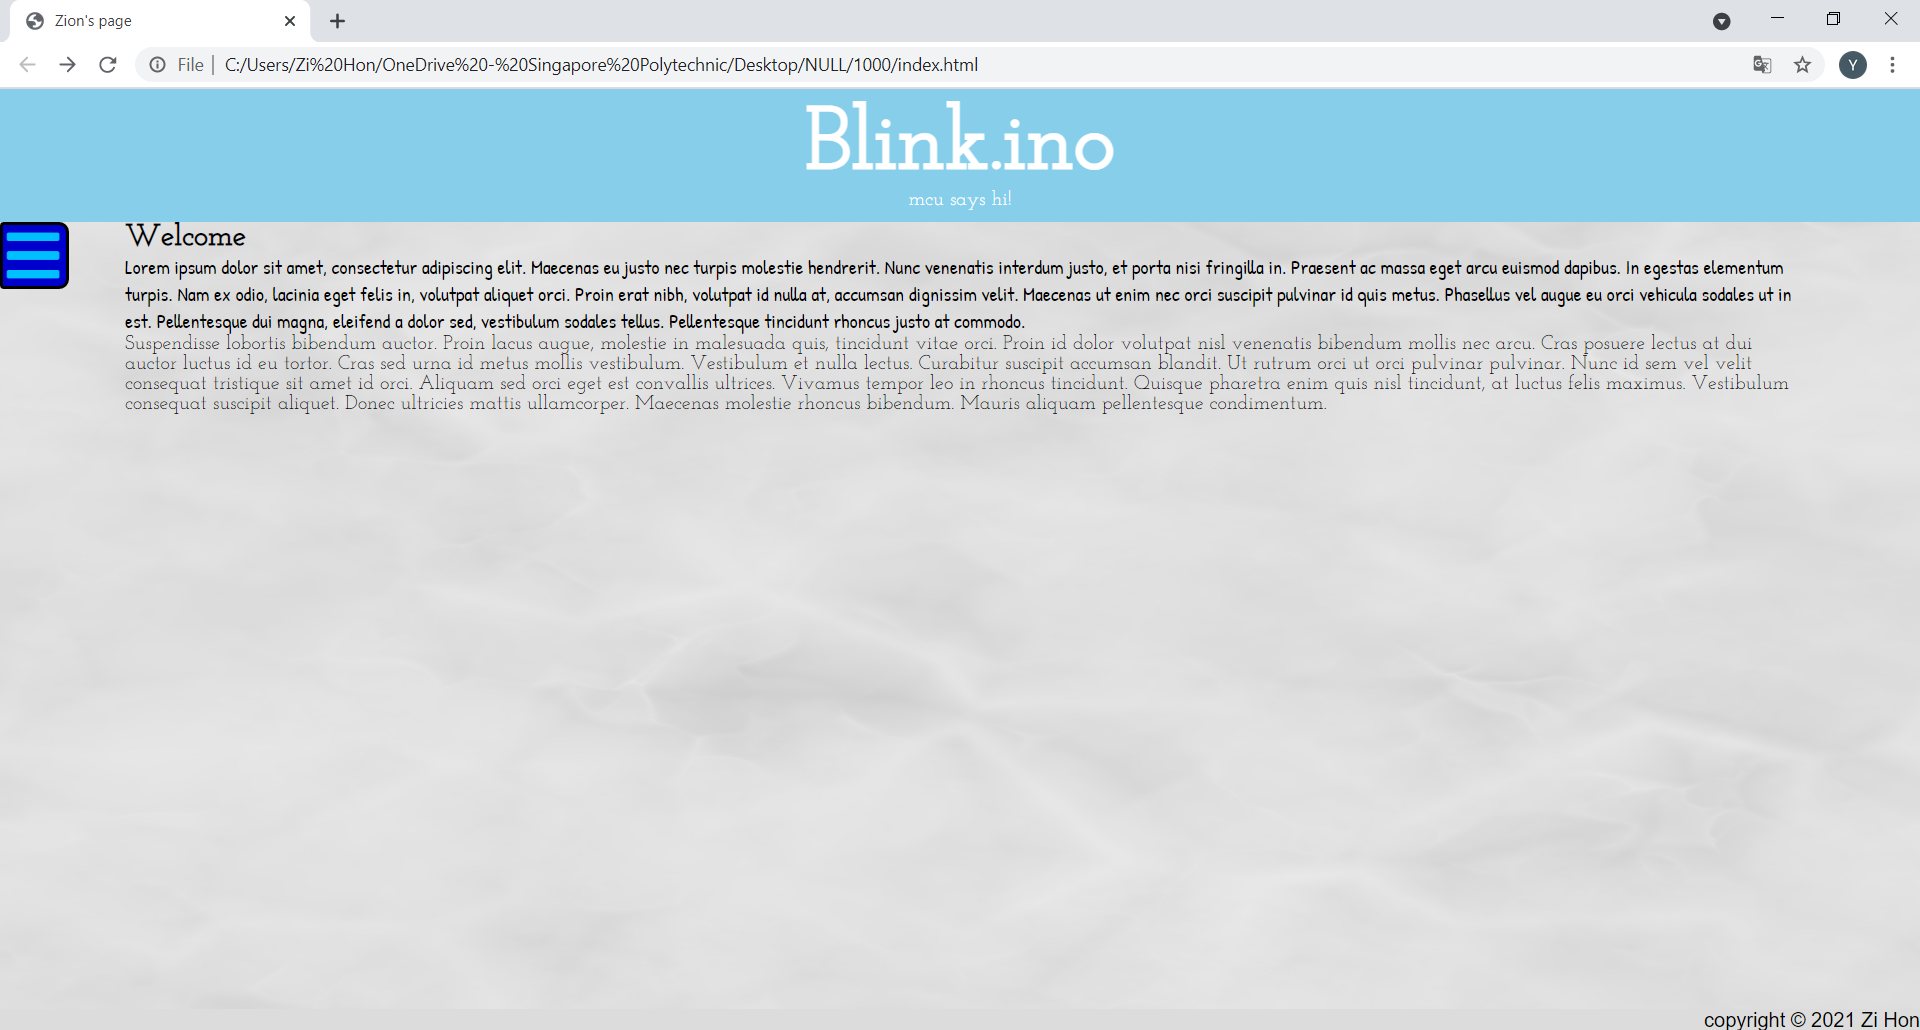 Zion's page
File
C:/Users/Zi%20Hon/OneDrive%20-%20Singapore%20Polytechnic/Desktop/NULL/1000/index.html
Y
Blink.ino
mcu says hi!
Welcome
Lorem ipsum dolor sit amet, consectetur adipiscing elit. Maecenas eu justo nec turpis molestie hendrerit. Nunc venenatis interdum justo, et porta nisi fringilla in. Praesent ac massa eget arcu euismod dapibus. In egestas elementum
turpis. Nam ex odio, lacinia eget felis in, volutpat aliquet orci. Proin erat nibh, volutpat id nulla at, accumsan dignissim velit. Maecenas ut enim nec orci suscipit pulvinar id quis metus. Phasellus vel augue eu orci vehicula sodales ut in
est. Pellentesque dui magna, eleifend a dolor sed, vestibulum sodales tellus. Pellentesque tincidunt rhoncus justo at commodo.
Suspendisse lobortis bibendum auctor. Proin lacus augue, molestie in malesuada quis, tincidunt vitae orci. Proin id dolor volutpat nisl venenatis bibendum mollis nec arcu. Cras posuere lectus at dui
auctor luctus id eu tortor. Cras sed urna id metus mollis vestibulum. Vestibulum et nulla lectus. Curabitur suscipit accumsan blandit. Ut rutrum orci ut orci pulvinar pulvinar. Nunc id sem vel velit
consequat tristique sit amet id orci. Aliquam sed orci eget est convallis ultrices. Vivamus tempor leo in rhoncus tincidunt. Quisque pharetra enim quis nisl tincidunt, at luctus felis maximus. Vestibulum
consequat suscipit aliquet. Donec ultricies mattis ullamcorper. Maecenas molestie rhoncus bibendum. Mauris aliquam pellentesque condimentum.
copyright © 2021 Zi Hon